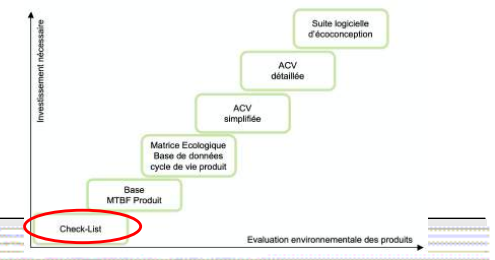 Suite logicielle
d'écoconception
ACV
détaillée
ACV
simplifiée
Matrice Ecologique
Base de données
cycle de vie produit
Base
MTBF Produit
Check-List
Investissement nécessaire
Evaluation environnementale des produits